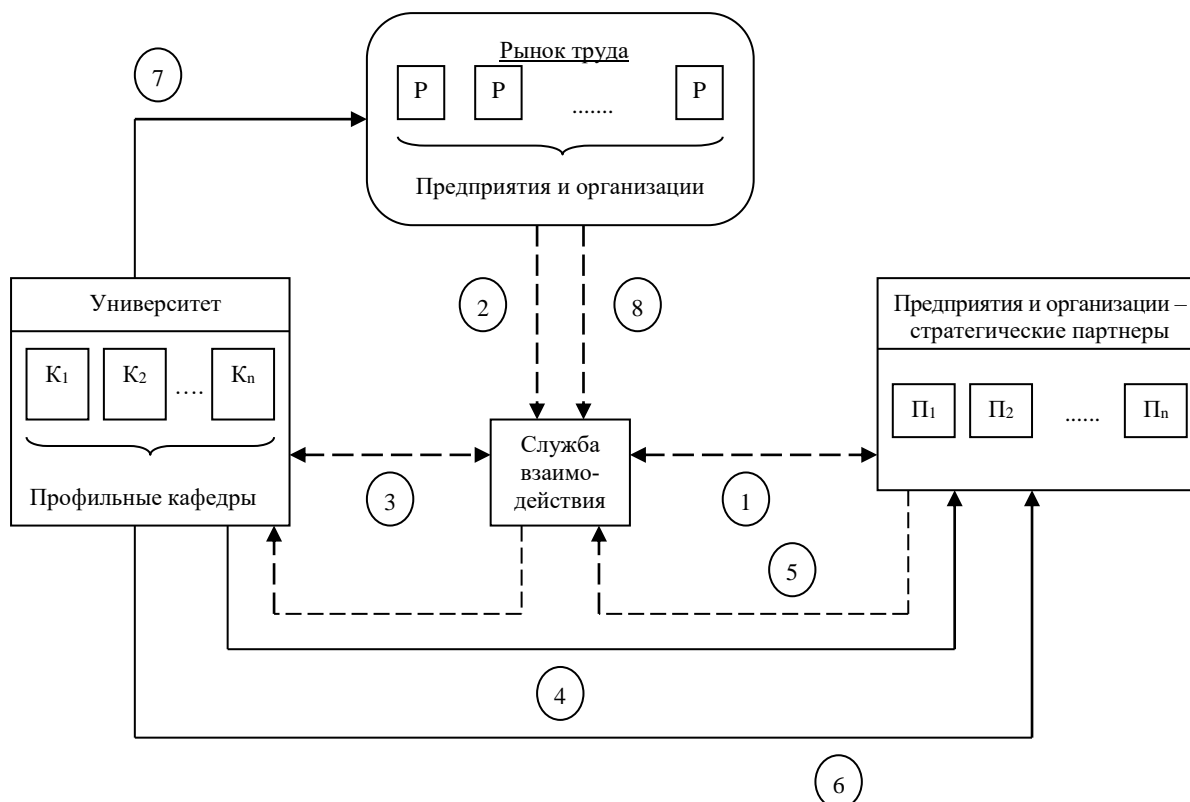 Рынок труда
7
Р Р ....... Р
Предприятия и организации
2
8
Университет
К1 К2 .... Кn
Профильные кафедры
Предприятия и организации –
стратегические партнеры
П1 П2 ...... Пn
Служба
взаимо-
действия
3
1
5
4
6